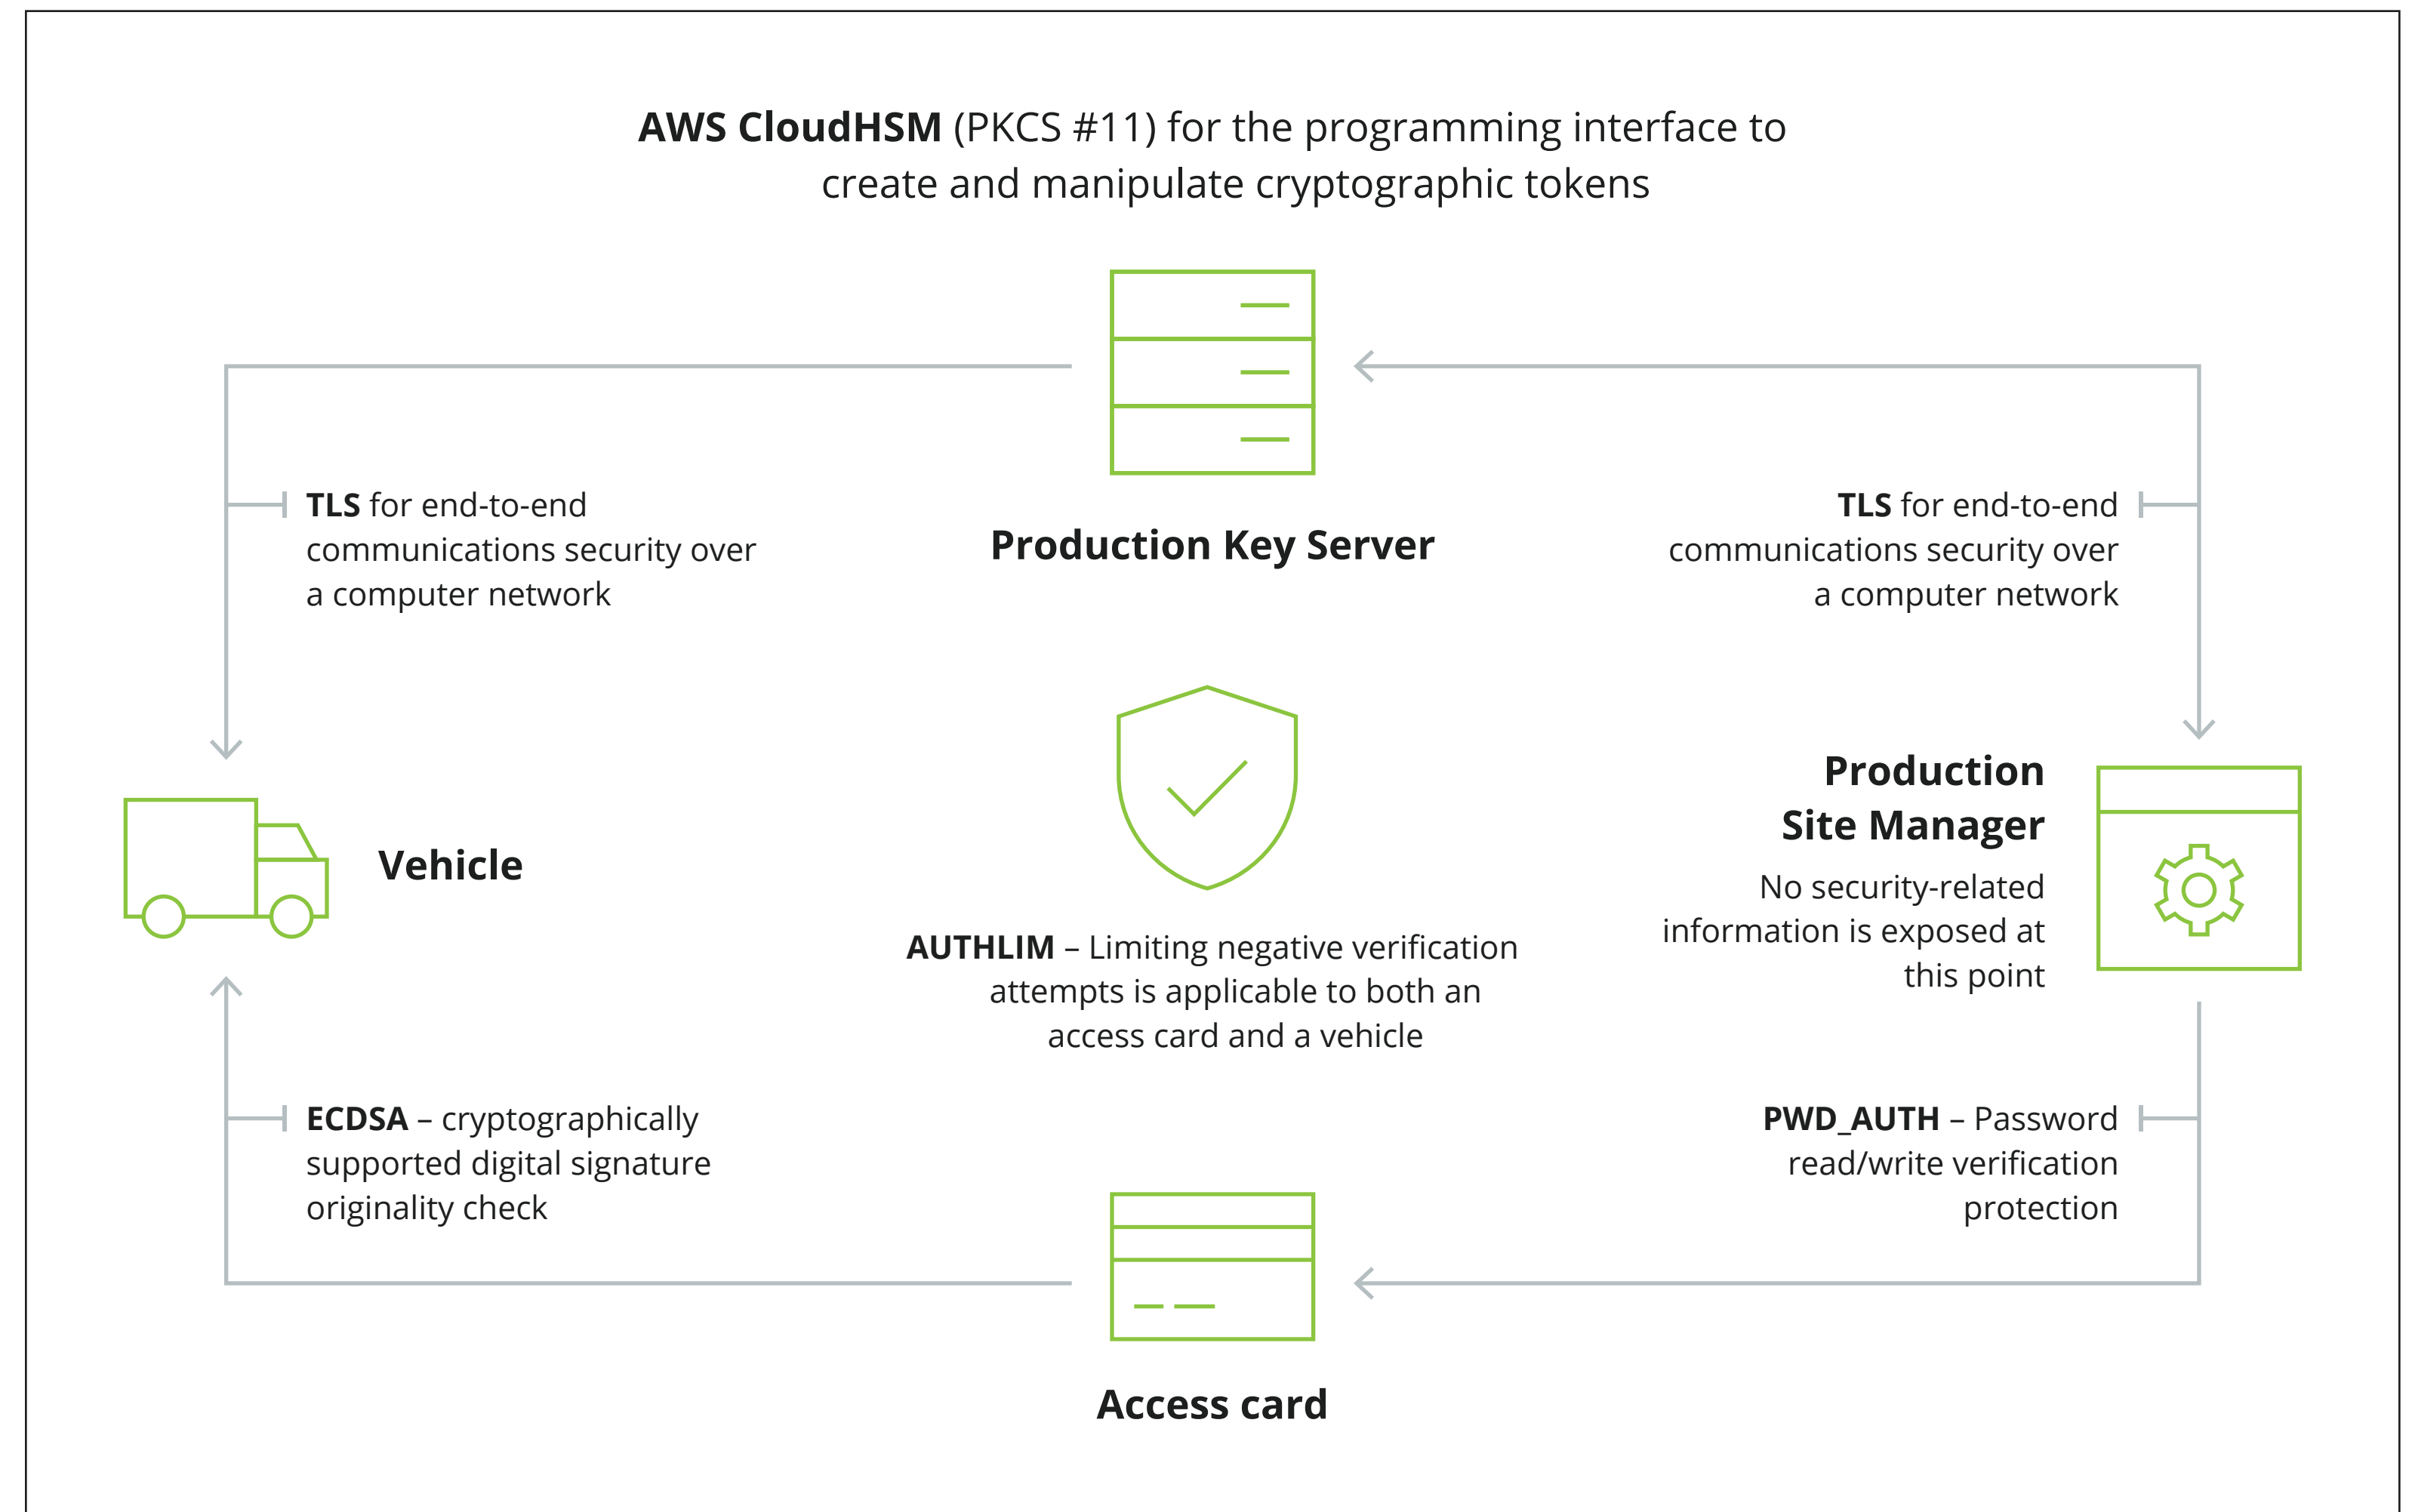 AWS CloudHSM (PKCS #11) for the programming interface to
create and manipulate cryptographic tokens
TLS for end-to-end
communications security over
a computer network
Production Key Server
TLS for end-to-end
communications security over
a computer network
Vehicle
AUTHLIM – Limiting negative verification
attempts is applicable to both an
access card and a vehicle
Production
Site Manager
No security-related
information is exposed at
this point
ECDSA – cryptographically
supported digital signature
originality check
PWD_AUTH – Password
read/write verification
protection
Access card